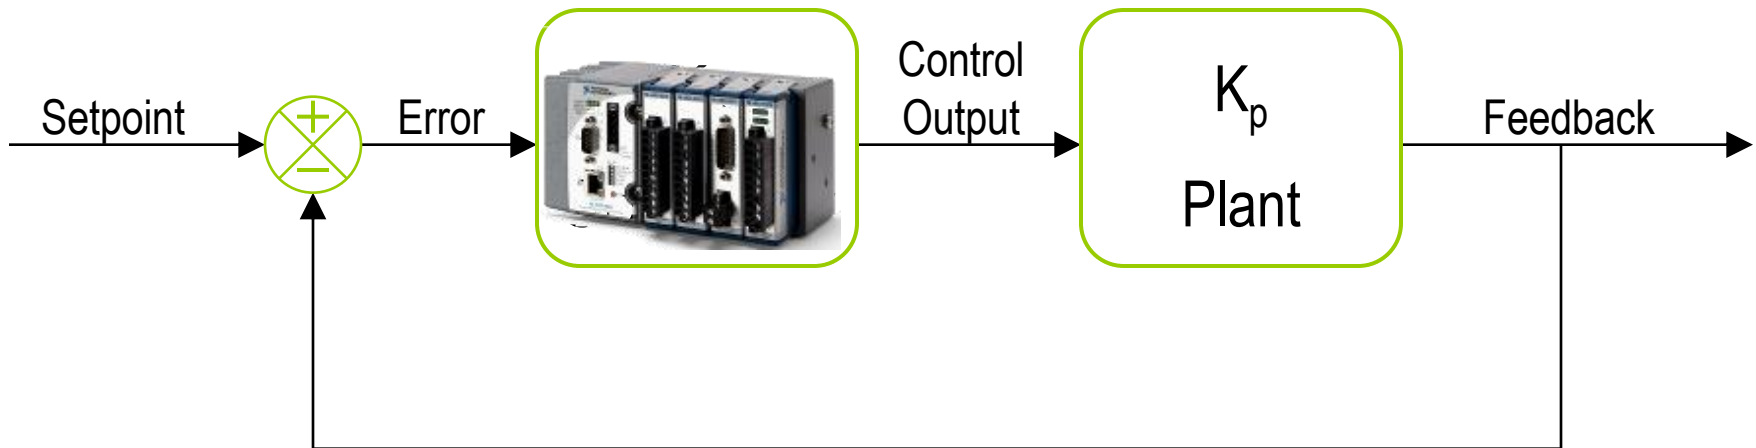 Setpoint
+
−
Error
Control
Output
Kₚ
Plant
Feedback